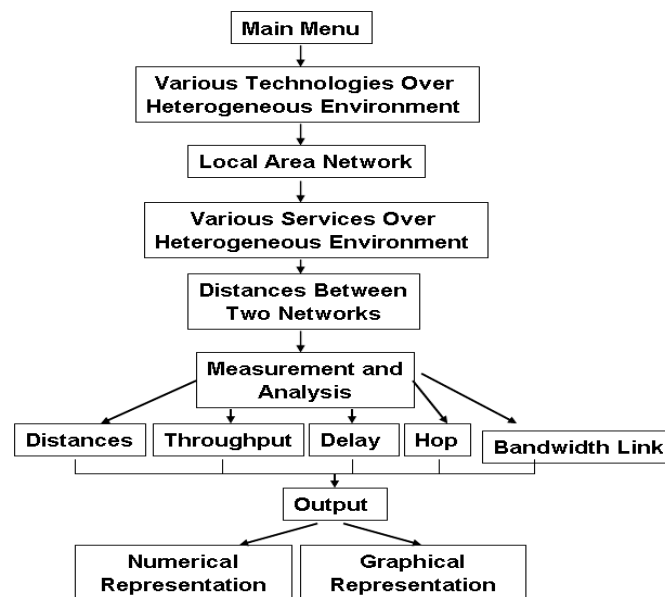 Main Menu
Various Technologies Over
Heterogeneous Environment
Local Area Network
Various Services Over
Heterogeneous Environment
Distances Between
Two Networks
Measurement and
Analysis
Distances
Throughput
Delay
Hop
Bandwidth Link
Output
Numerical
Representation
Graphical
Representation